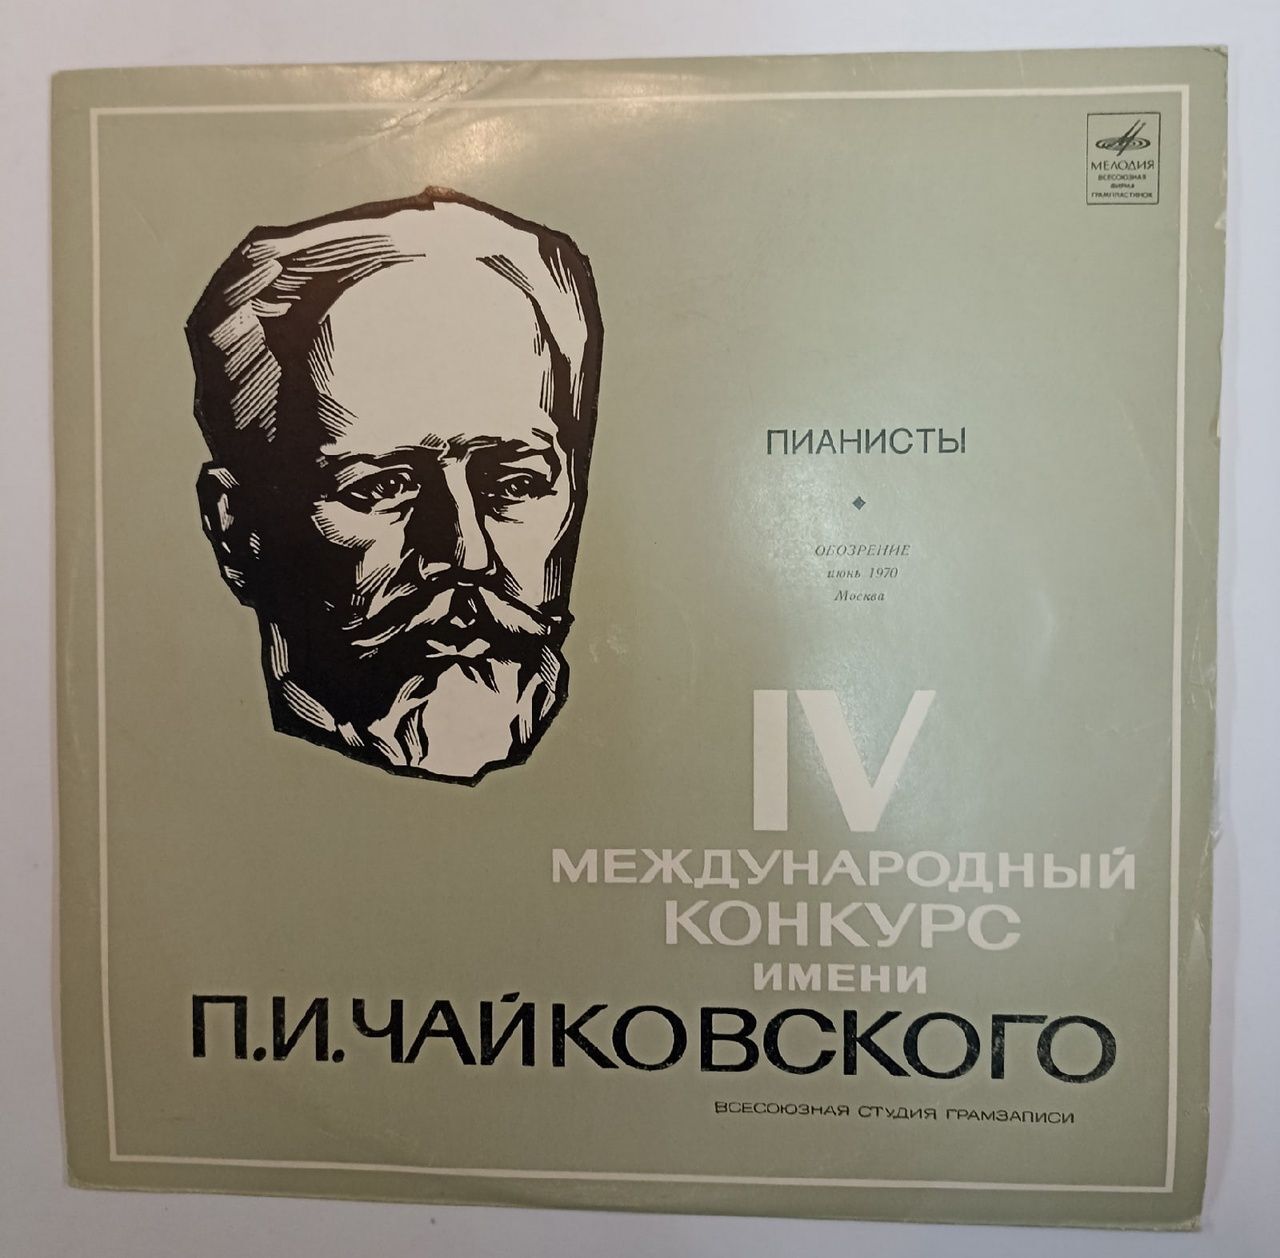 МЕЛОДИЯ
ВСЕСОЮЗНАЯ
ФИРМА
ГРАМПЛАСТИНОК
ПИАНИСТЫ
ОБОЗРЕНИЕ
июнь 1970
Москва
IV
МЕЖДУНАРОДНЫЙ
КОНКУРС
ИМЕНИ
П.И.ЧАЙКОВСКОГО
ВСЕСОЮЗНАЯ СТУДИЯ ГРАМЗАПИСИ